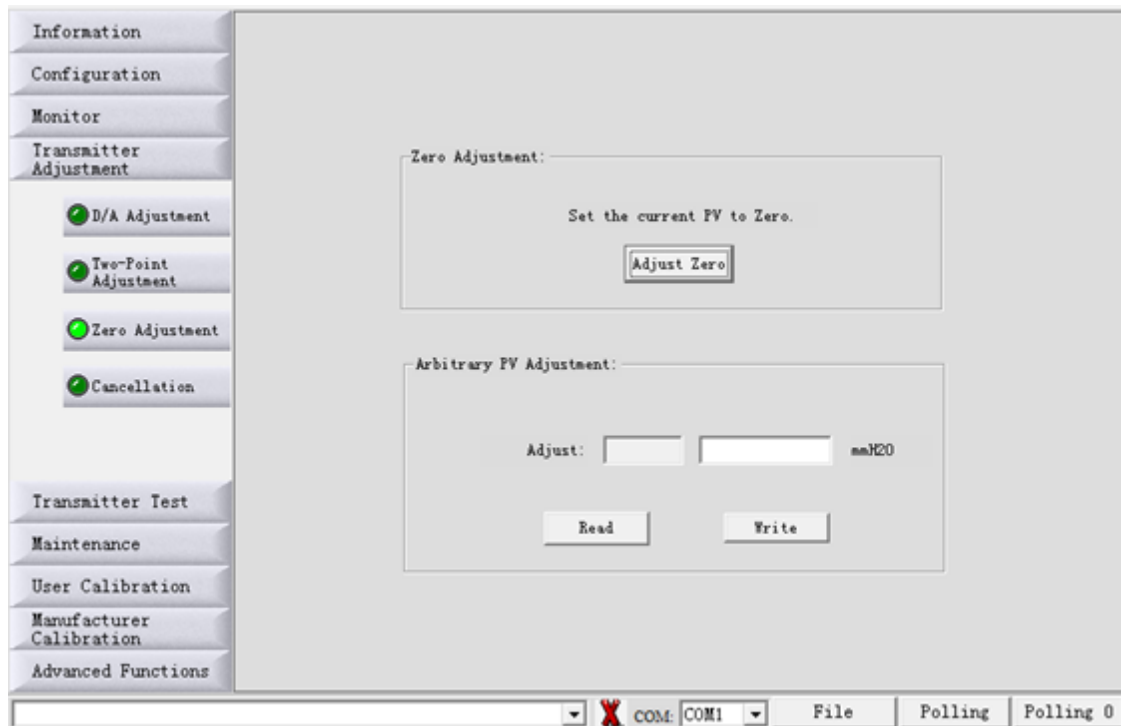 Information
Configuration
Monitor
Transmitter
Adjustment
D/A Adjustment
Two-Point
Adjustment
Zero Adjustment
Cancellation
Transmitter Test
Maintenance
User Calibration
Manufacturer
Calibration
Advanced Functions
Zero Adjustment:
Set the current PV to Zero.
Adjust Zero
Arbitrary PV Adjustment:
Adjust: mmH2O
Read Write
X COM: COM1 File Polling Polling 0